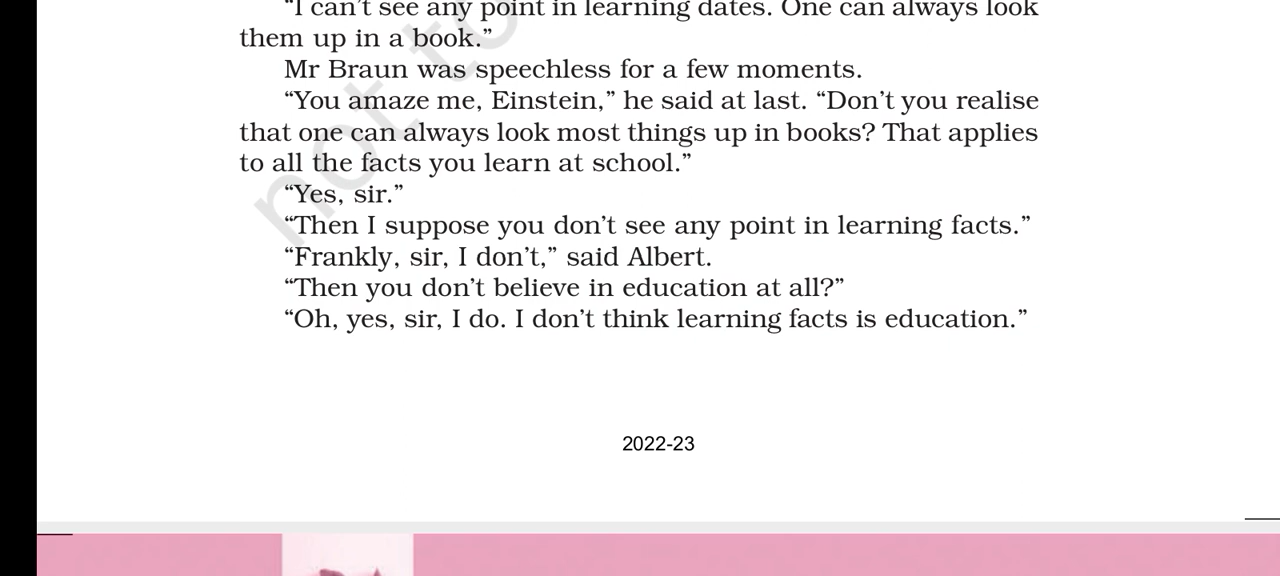 “I can’t see any point in learning dates. One can always look
them up in a book.”
Mr Braun was speechless for a few moments.
“You amaze me, Einstein,” he said at last. “Don’t you realise
that one can always look most things up in books? That applies
to all the facts you learn at school.”
“Yes, sir.”
“Then I suppose you don’t see any point in learning facts.”
“Frankly, sir, I don’t,” said Albert.
“Then you don’t believe in education at all?”
“Oh, yes, sir, I do. I don’t think learning facts is education.”
not to
2022-23